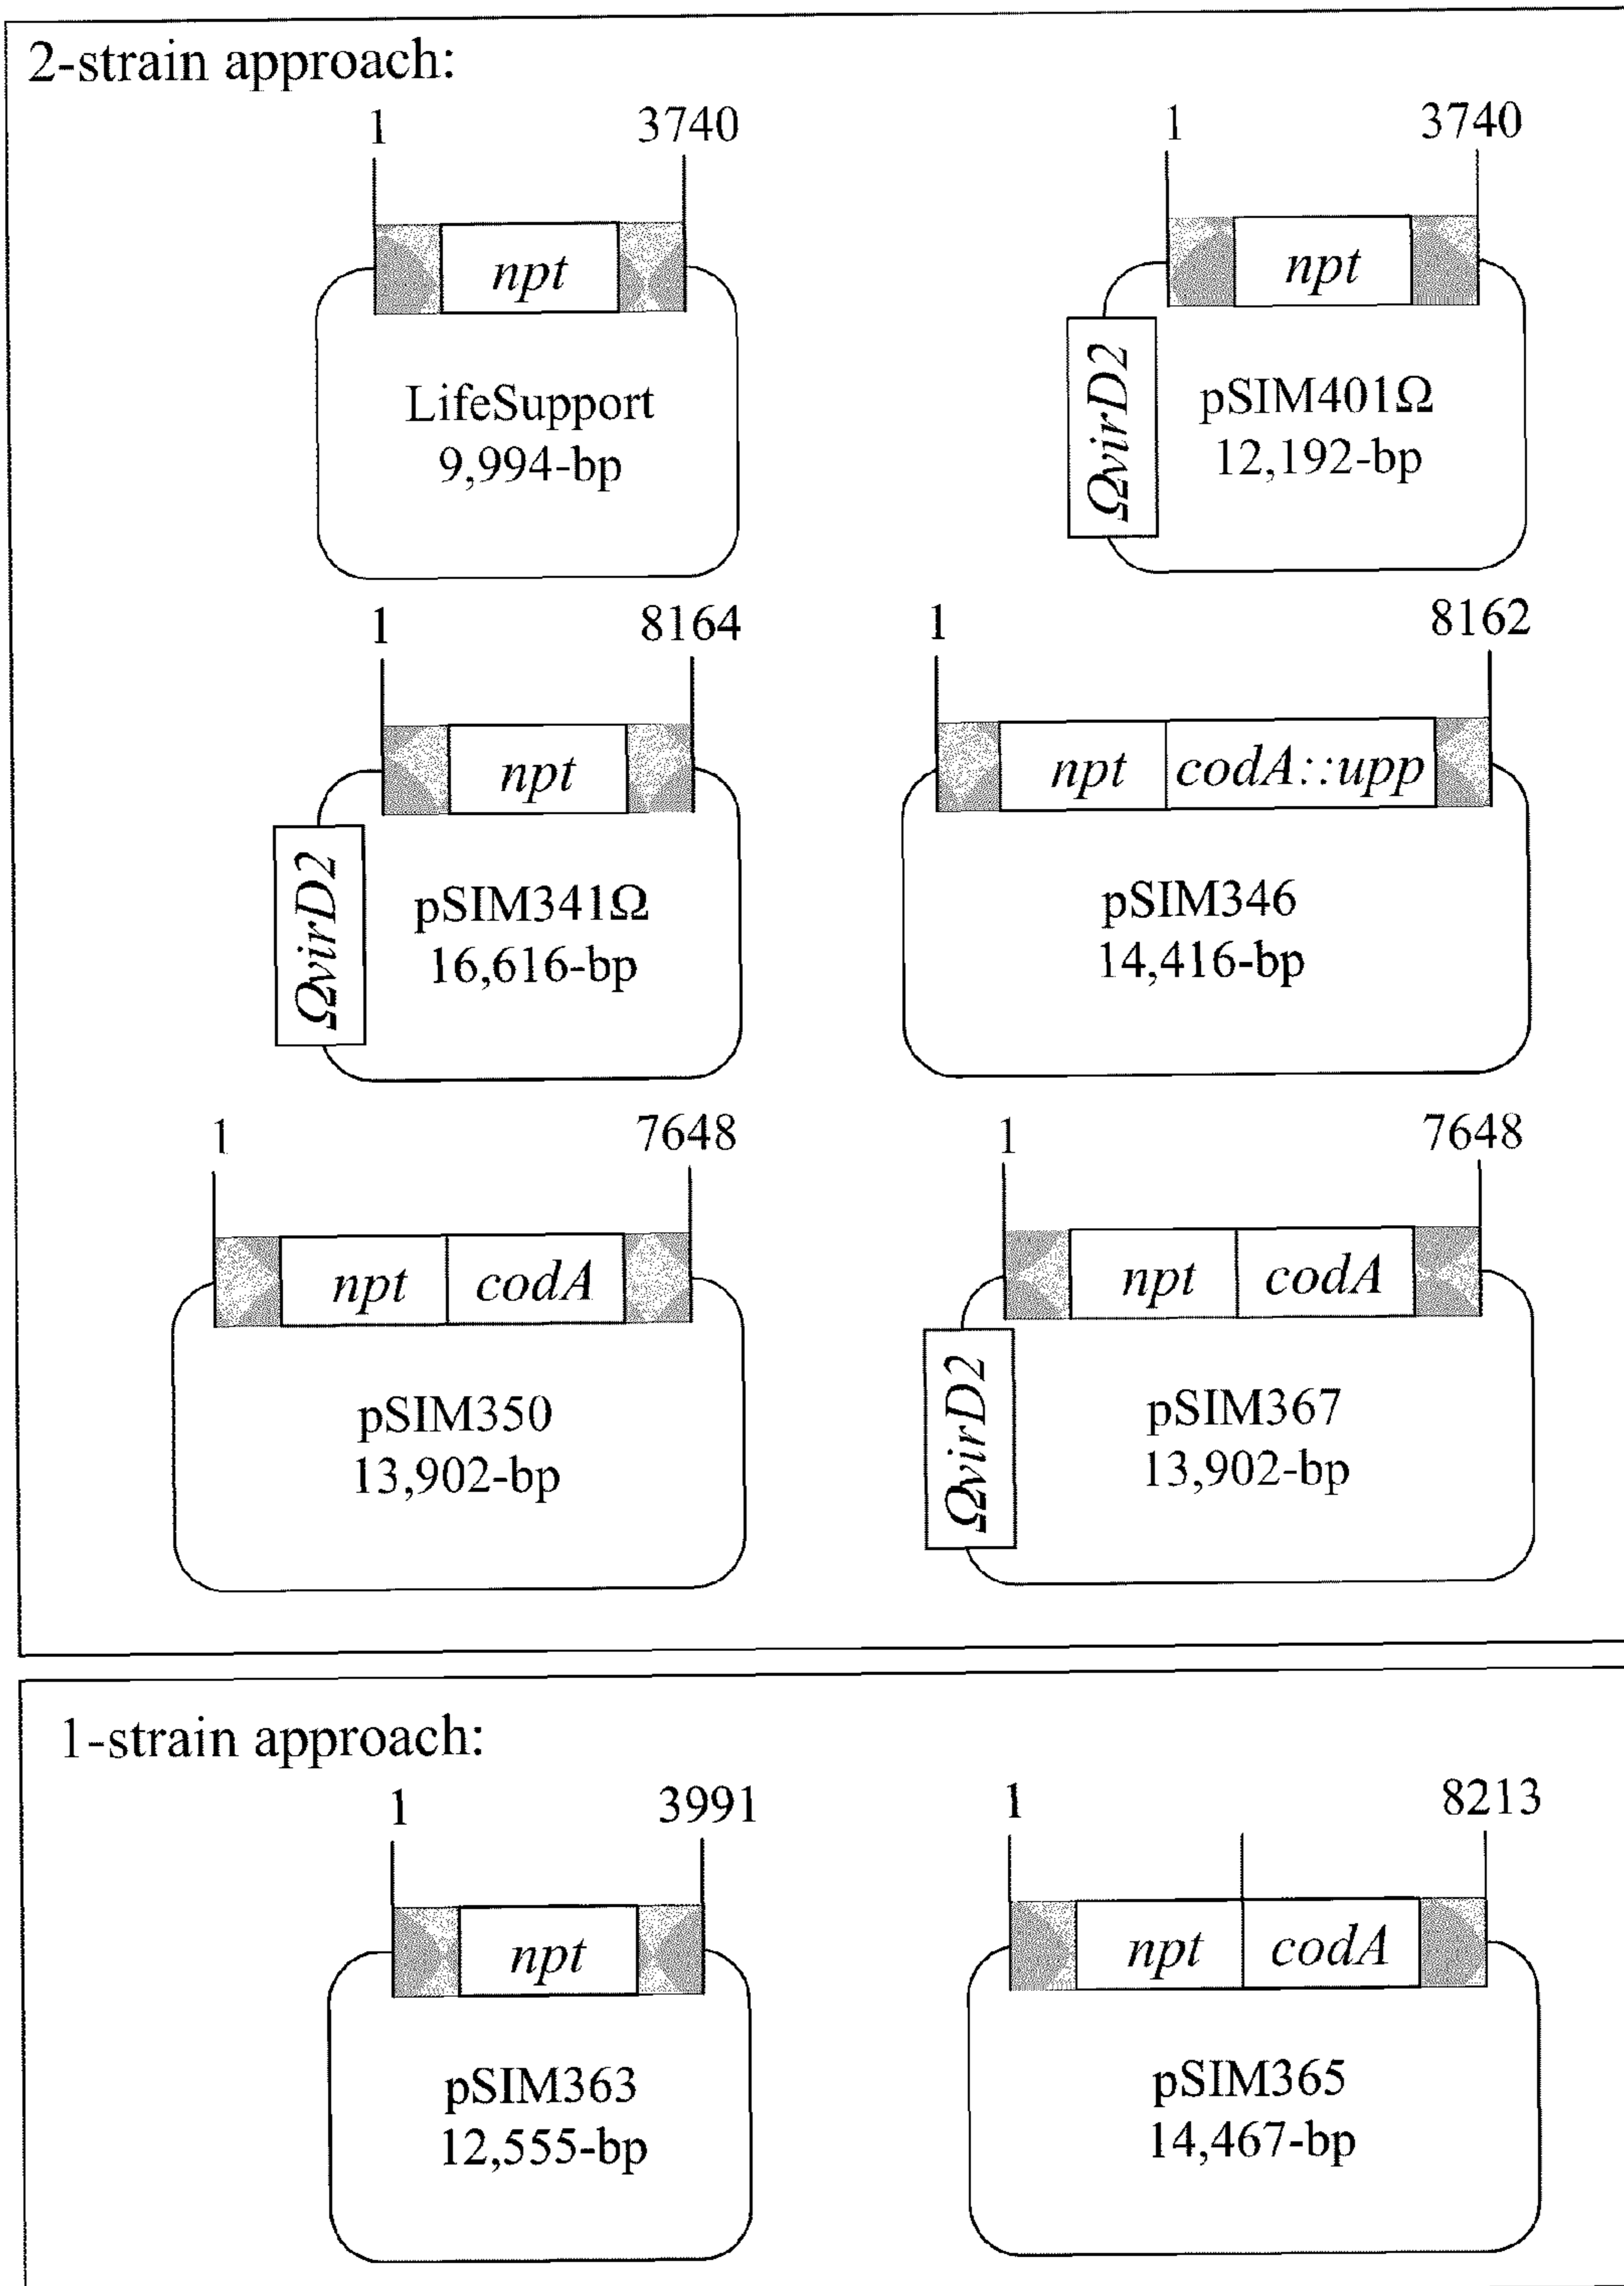 2-strain approach:
1 3740
npt
LifeSupport
9,994-bp
1 3740
npt
ΩvirD2
pSIM401Ω
12,192-bp
1 8164
npt
ΩvirD2
pSIM341Ω
16,616-bp
1 8162
npt codA::upp
pSIM346
14,416-bp
1 7648
npt codA
pSIM350
13,902-bp
1 7648
npt codA
ΩvirD2
pSIM367
13,902-bp
1-strain approach:
1 3991
npt
pSIM363
12,555-bp
1 8213
npt codA
pSIM365
14,467-bp